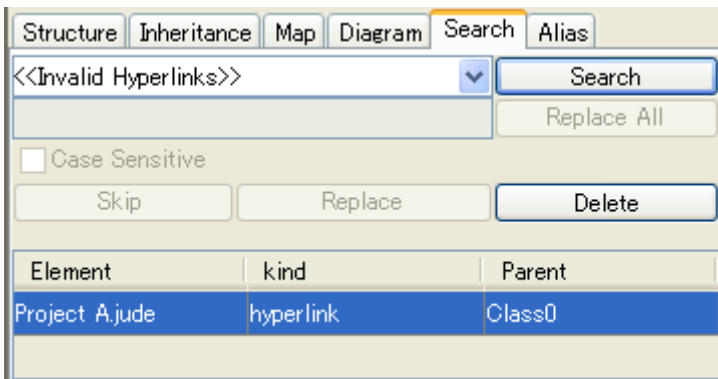 Structure Inheritance Map Diagram Search Alias
<<Invalid Hyperlinks>> Search
Replace All
Case Sensitive
Skip Replace Delete
Element kind Parent
Project A.jude hyperlink Class0